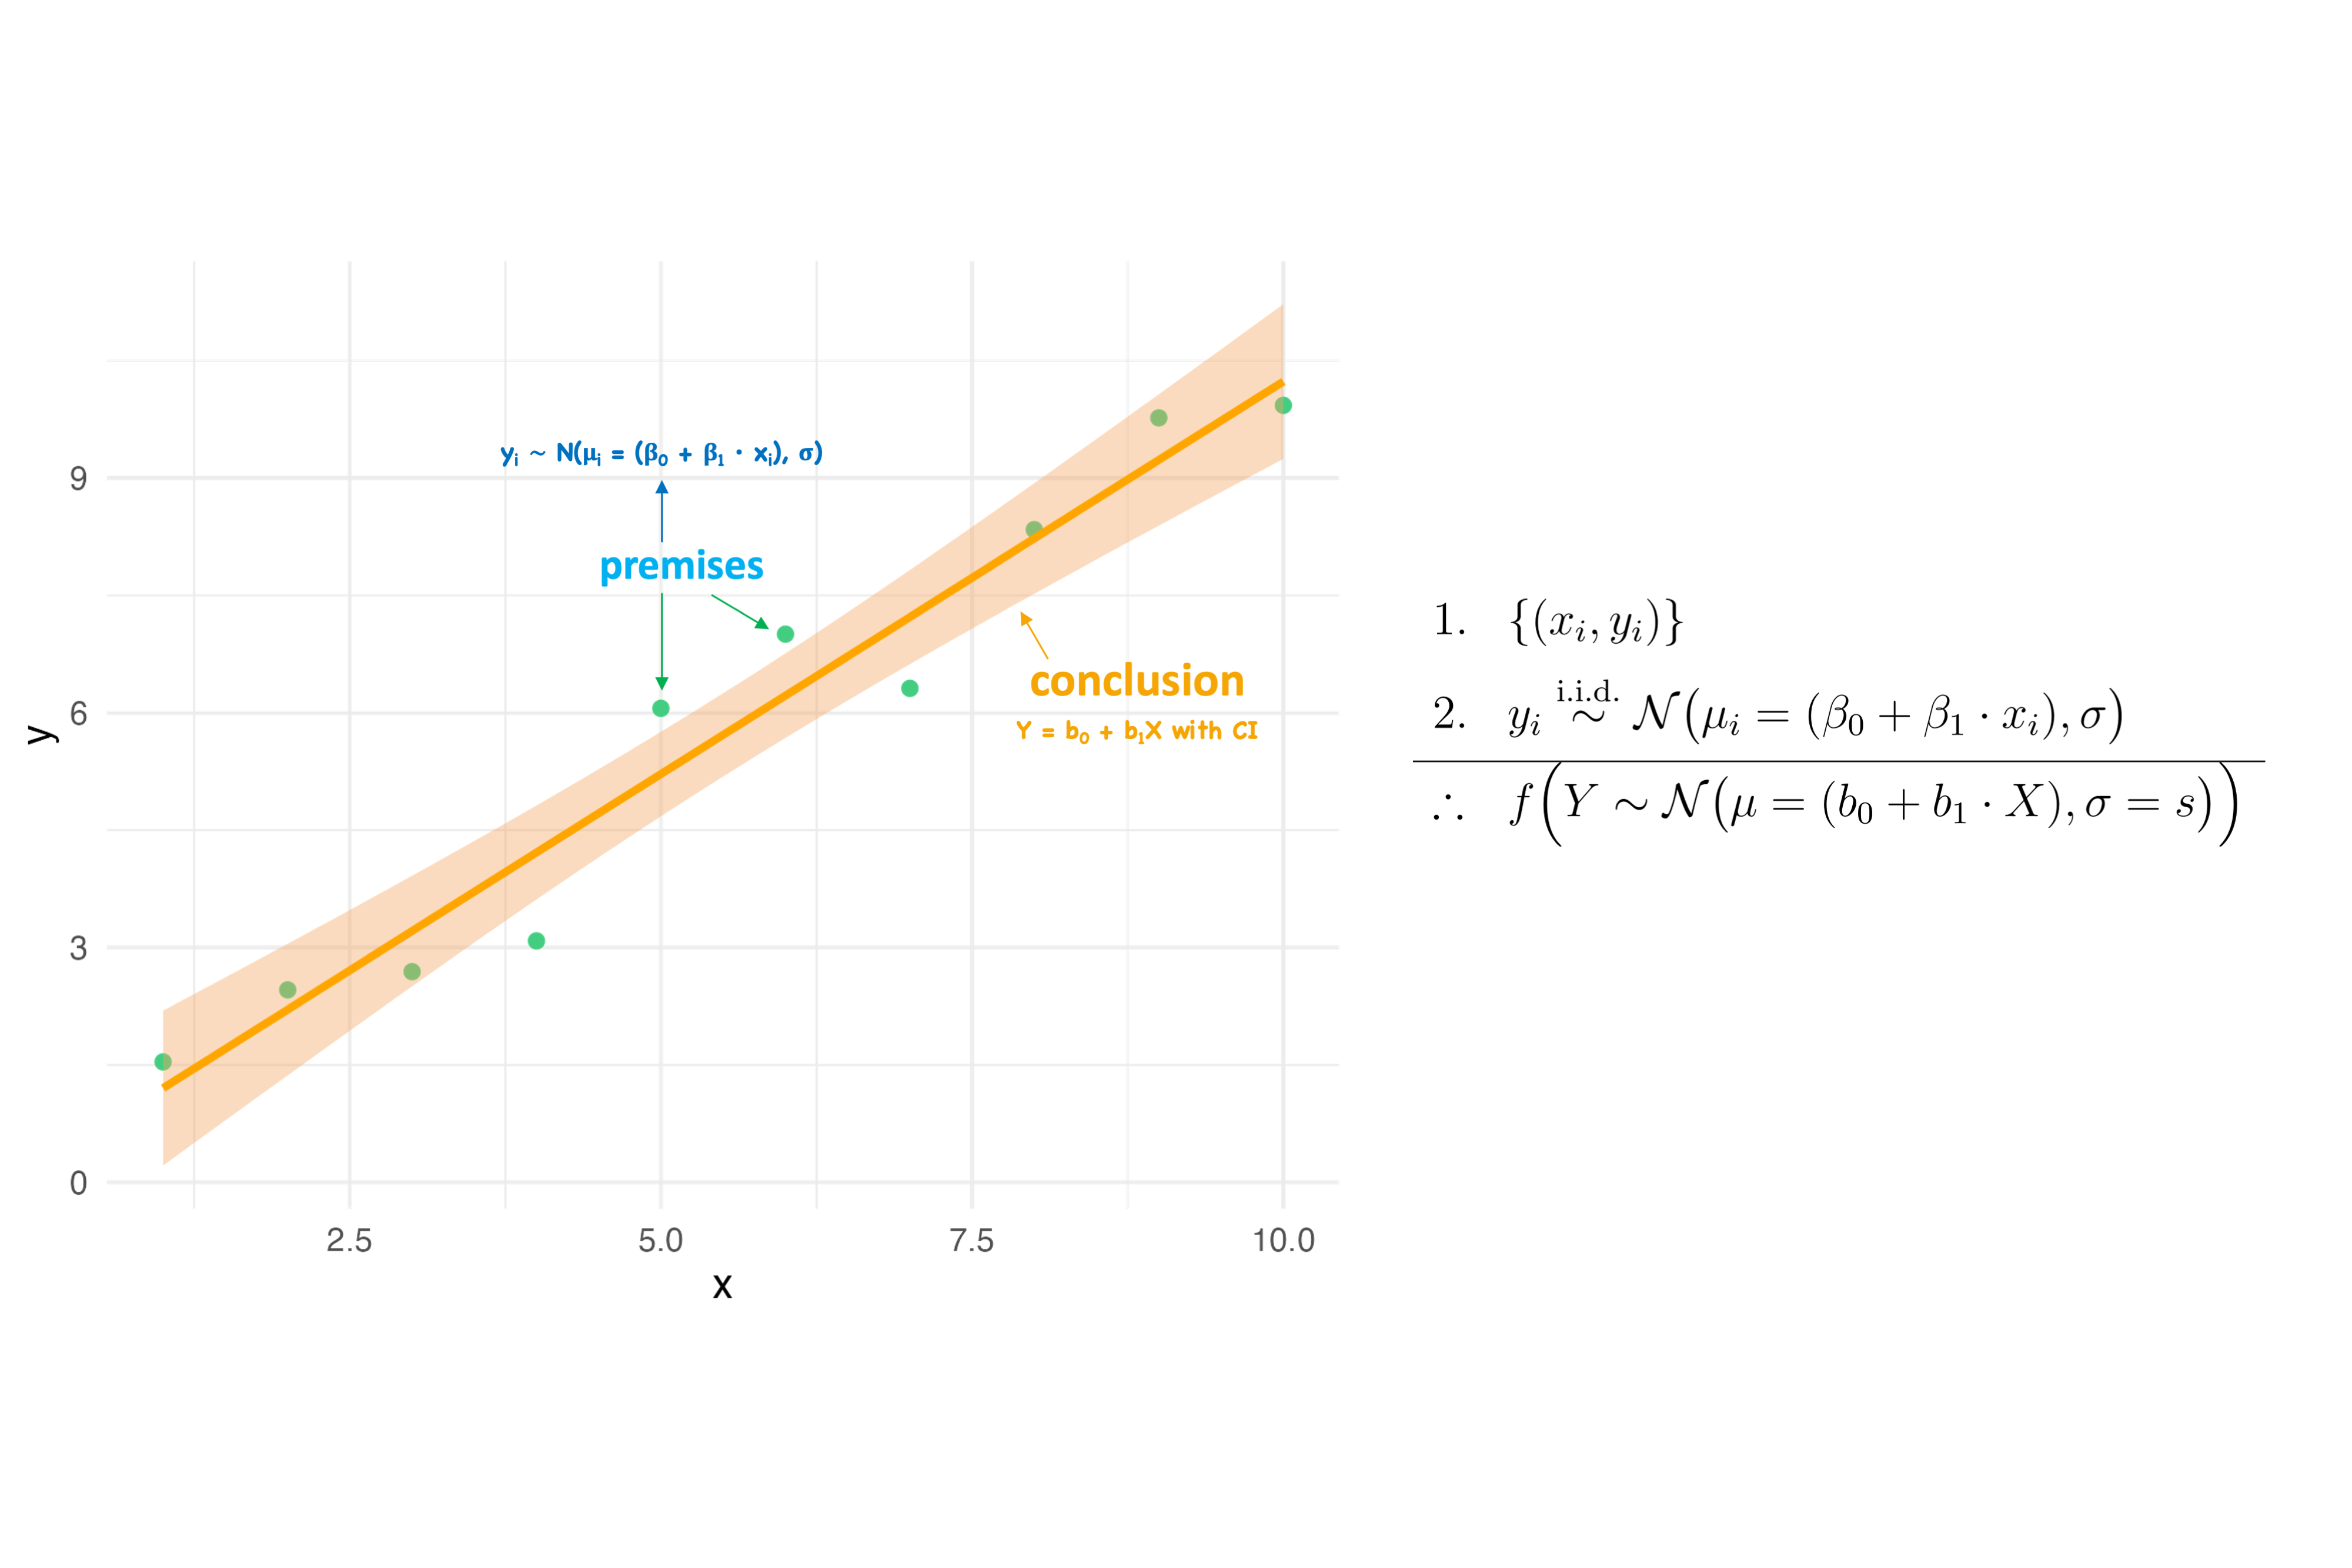 yᵢ ~ N(μᵢ = (β₀ + β₁ · xᵢ), σ)
premises
conclusion
Y = b₀ + b₁X with CI
9
6
3
0
y
2.5 5.0 7.5 10.0
x
1. {(xᵢ, yᵢ)}
2. yᵢ i.i.d. ~ 𝒩(μᵢ = (β₀ + β₁ · xᵢ), σ)
∴ f(Y ~ 𝒩(μ = (b₀ + b₁ · X), σ = s))